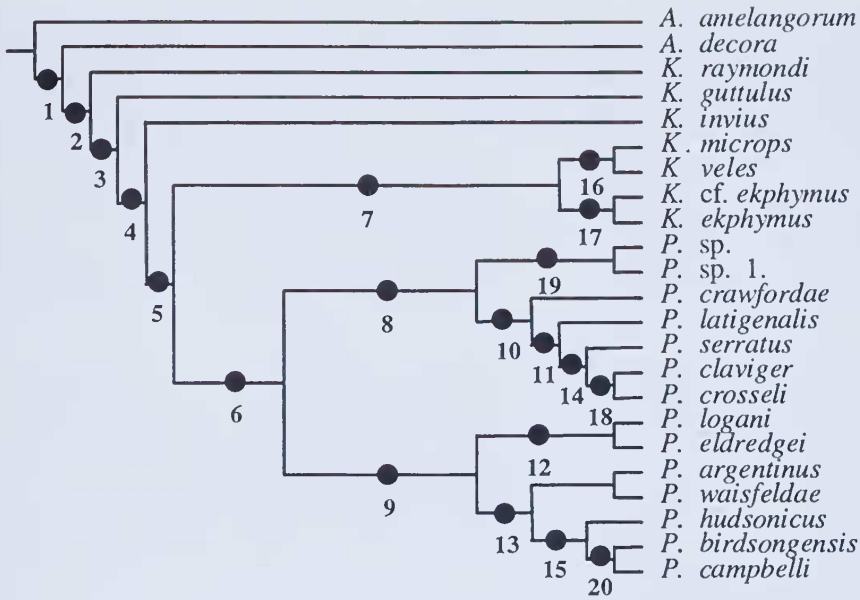 A. amelangorum
A. decora
K. raymondi
1
K. guttulus
2
K. invius
3
K . microps
K veles
16
4
7
K. cf. ekphymus
K. ekphymus
17
P. sp.
P. sp. 1.
19
5
8
P. crawfordae
P. latigenalis
10
P. serratus
11
P. claviger
14
P. crosseli
6
18
P. logani
P. eldredgei
12
P. argentinus
9
P. waisfeldae
P. hudsonicus
13
P. birdsongensis
15
P. campbelli
20